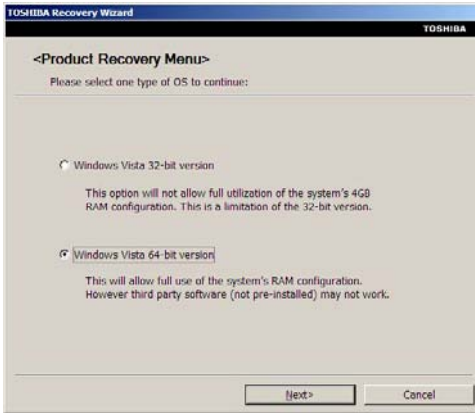 TOSHIBA Recovery Wizard
TOSHIBA
<Product Recovery Menu>
Please select one type of OS to continue:
Windows Vista 32-bit version
This option will not allow full utilization of the system's 4GB
RAM configuration. This is a limitation of the 32-bit version.
Windows Vista 64-bit version
This will allow full use of the system's RAM configuration.
However third party software (not pre-installed) may not work.
Next>
Cancel